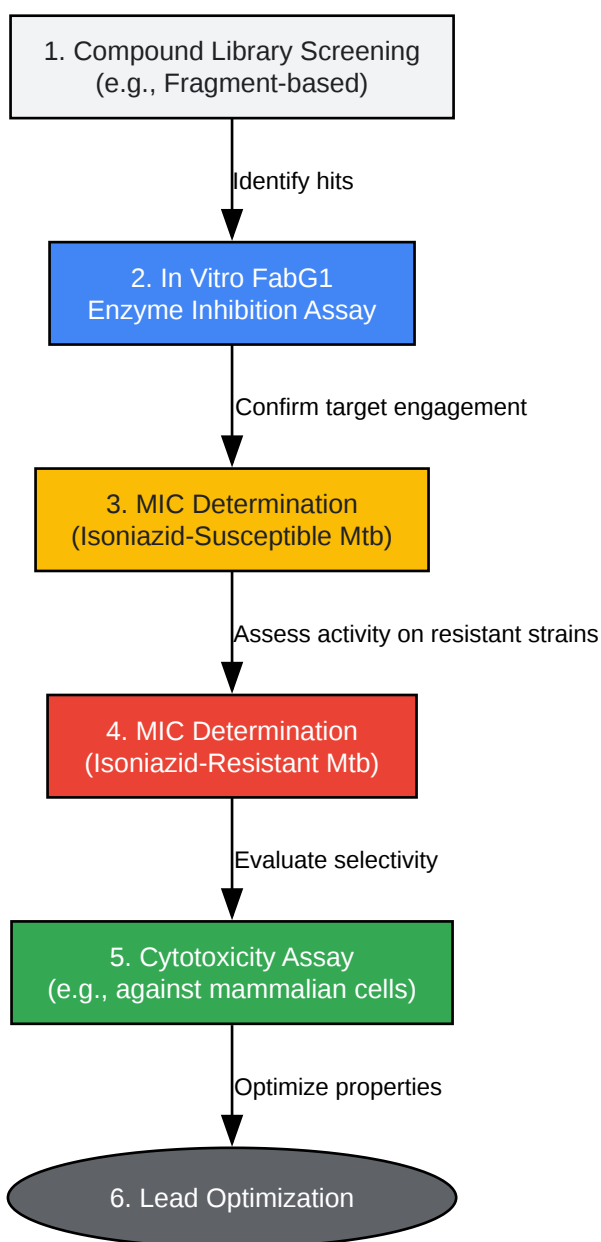 1. Compound Library Screening
(e.g., Fragment-based)
Identify hits
2. In Vitro FabG1
Enzyme Inhibition Assay
Confirm target engagement
3. MIC Determination
(Isoniazid-Susceptible Mtb)
Assess activity on resistant strains
4. MIC Determination
(Isoniazid-Resistant Mtb)
Evaluate selectivity
5. Cytotoxicity Assay
(e.g., against mammalian cells)
Optimize properties
6. Lead Optimization